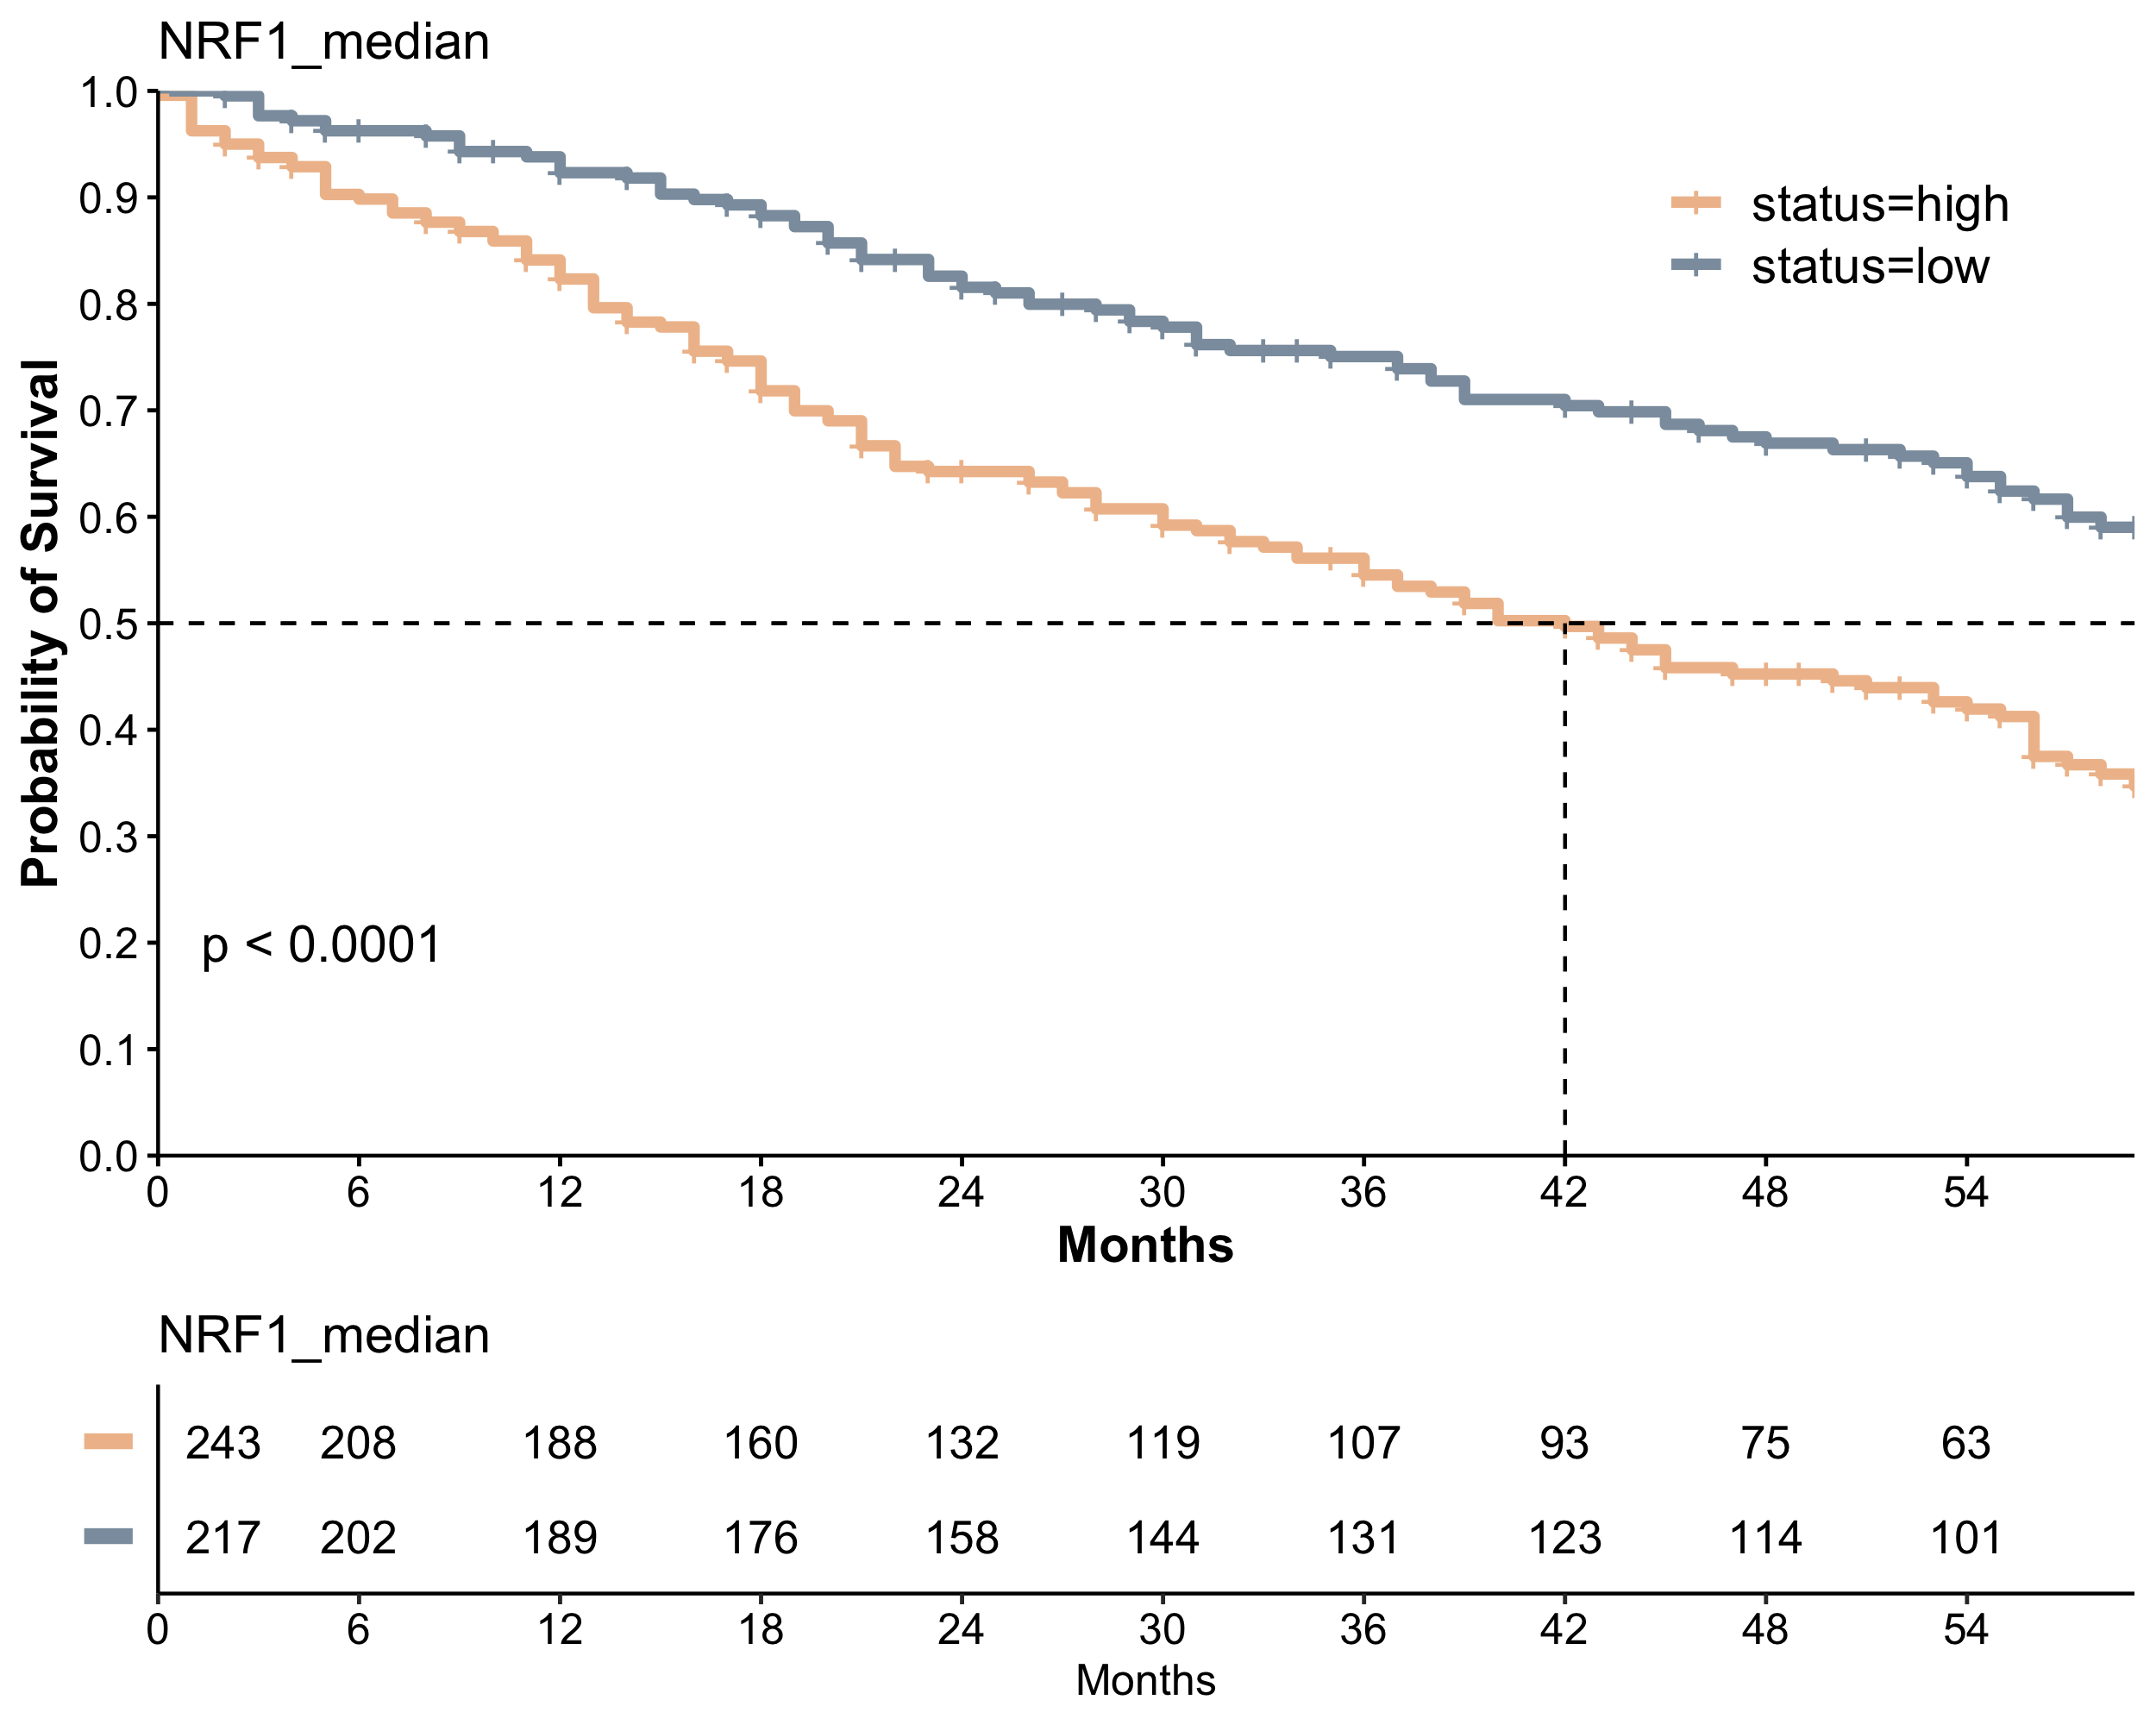 NRF1_median
Probability of Survival
1.0
0.9
0.8
0.7
0.6
0.5
0.4
0.3
0.2
0.1
0.0
status=high
status=low
p < 0.0001
0 6 12 18 24 30 36 42 48 54
Months
NRF1_median
243 208 188 160 132 119 107 93 75 63
217 202 189 176 158 144 131 123 114 101
0 6 12 18 24 30 36 42 48 54
Months